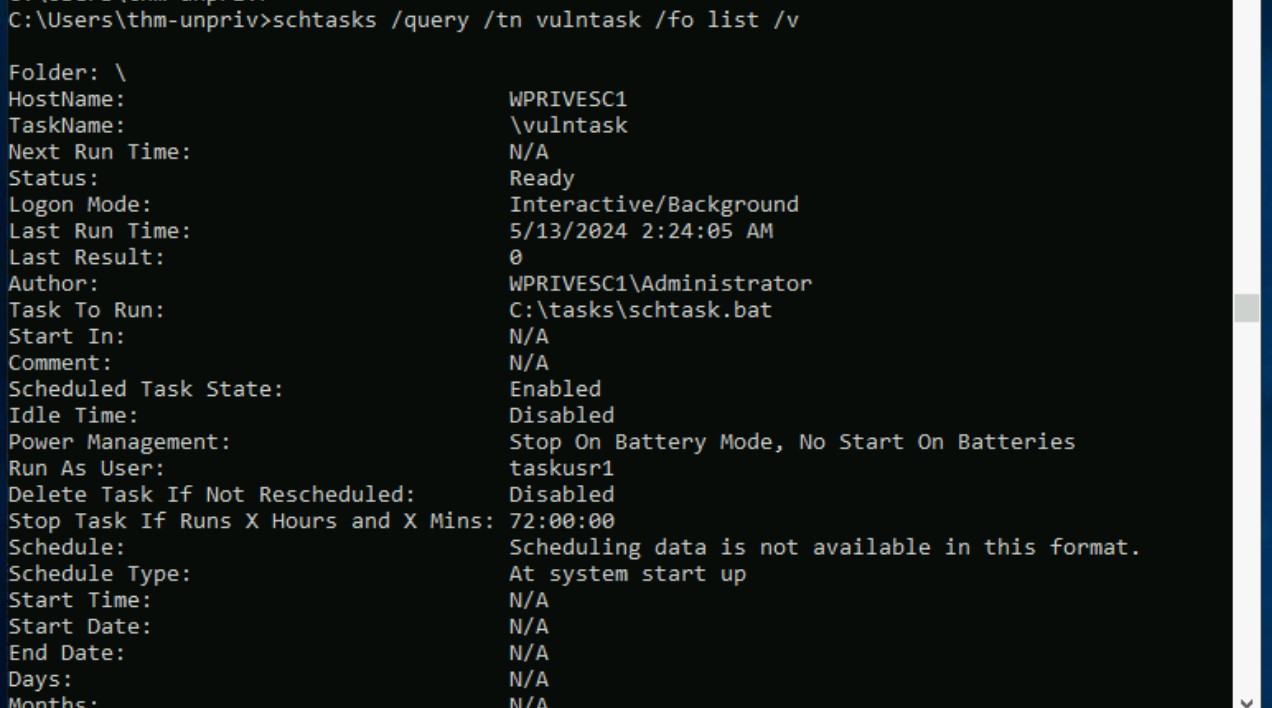 C:\Users\thm-unpriv>schtasks /query /tn vulntask /fo list /v
Folder: \
HostName: WPRIVESC1
TaskName: \vulntask
Next Run Time: N/A
Status: Ready
Logon Mode: Interactive/Background
Last Run Time: 5/13/2024 2:24:05 AM
Last Result: 0
Author: WPRIVESC1\Administrator
Task To Run: C:\tasks\schtask.bat
Start In: N/A
Comment: N/A
Scheduled Task State: Enabled
Idle Time: Disabled
Power Management: Stop On Battery Mode, No Start On Batteries
Run As User: taskusr1
Delete Task If Not Rescheduled: Disabled
Stop Task If Runs X Hours and X Mins: 72:00:00
Schedule: Scheduling data is not available in this format.
Schedule Type: At system start up
Start Time: N/A
Start Date: N/A
End Date: N/A
Days: N/A
Months: N/A